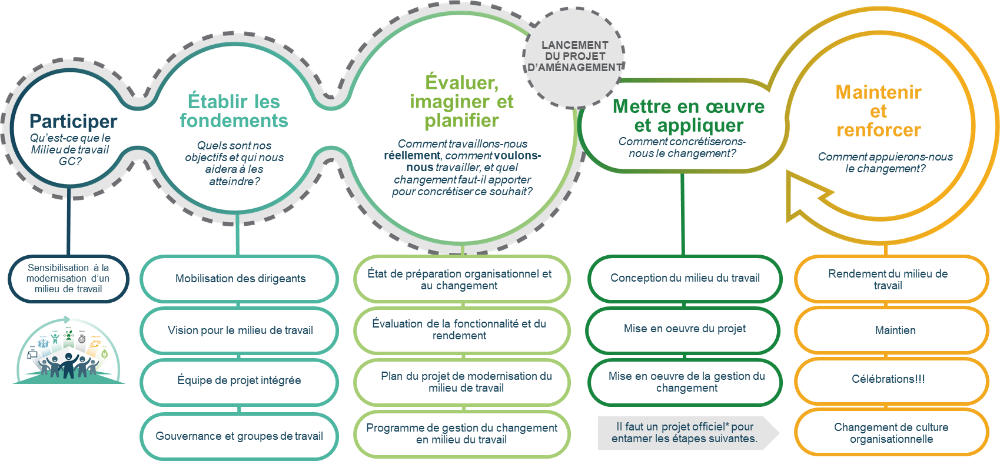 Participer
Qu’est-ce que le
Milieu de travail
GC?
Établir les
fondements
Quels sont nos
objectifs et qui nous
aidera à les
atteindre?
Évaluer,
imaginer et
planifier
Comment travaillons-nous
réellement, comment voulons-
nous travailler, et quel
changement faut-il apporter
pour concrétiser ce souhait?
LANCEMENT
DU PROJET
D’AMÉNAGEMENT
Mettre en œuvre
et appliquer
Comment concrétiserons-
nous le changement?
Maintenir
et
renforcer
Comment appuierons-nous
le changement?
Sensibilisation à la
modernisation d’un
milieu de travail
Mobilisation des dirigeants
Vision pour le milieu de travail
Équipe de projet intégrée
Gouvernance et groupes de travail
État de préparation organisationnel et
au changement
Évaluation de la fonctionnalité et du
rendement
Plan du projet de modernisation du
milieu de travail
Programme de gestion du changement
en milieu du travail
Conception du milieu du travail
Mise en oeuvre du projet
Mise en oeuvre de la gestion du
changement
Il faut un projet officiel* pour
entamer les étapes suivantes.
Rendement du milieu de
travail
Maintien
Célébrations!!!
Changement de culture
organisationnelle